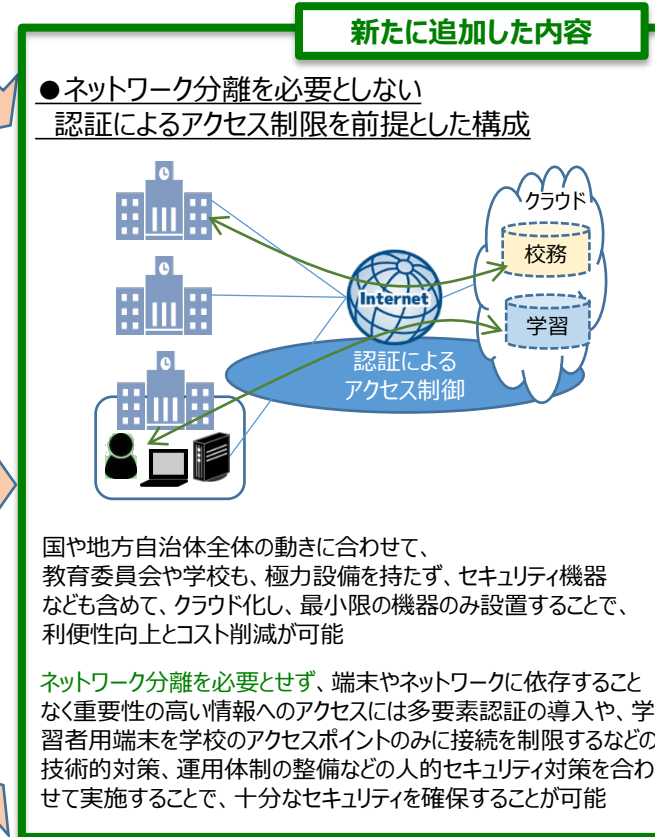 新たに追加した内容
●ネットワーク分離を必要としない
認証によるアクセス制限を前提とした構成
クラウド
校務
Internet
学習
認証による
アクセス制御
国や地方自治体全体の動きに合わせて、
教育委員会や学校も、極力設備を持たず、セキュリティ機器
なども含めて、クラウド化し、最小限の機器のみ設置することで、
利便性向上とコスト削減が可能
ネットワーク分離を必要とせず、端末やネットワークに依存すること
なく重要性の高い情報へのアクセスには多要素認証の導入や、学
習者用端末を学校のアクセスポイントのみに接続を制限するなどの
技術的対策、運用体制の整備などの人的セキュリティ対策を合わ
せて実施することで、十分なセキュリティを確保することが可能